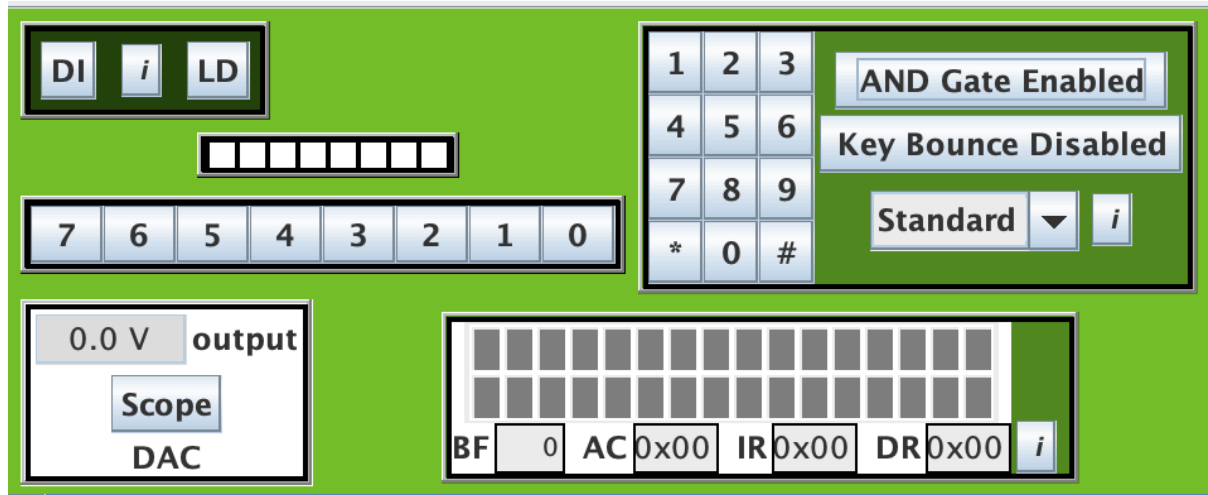 DI i LD
7 6 5 4 3 2 1 0
0.0 V output
Scope
DAC
1 2 3
4 5 6
7 8 9
* 0 #
AND Gate Enabled
Key Bounce Disabled
Standard i
BF 0 AC 0x00 IR 0x00 DR 0x00 i